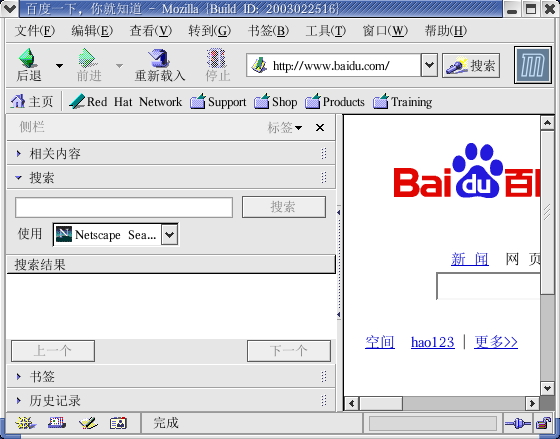 百度一下，你就知道 - Mozilla {Build ID: 2003022516}
文件(F) 编辑(E) 查看(V) 转到(G) 书签(B) 工具(T) 窗口(W) 帮助(H)
后退 前进 重新载入 停止 http://www.baidu.com/ 搜索
主页 Red Hat Network Support Shop Products Training
侧栏 标签
相关内容
搜索
搜索
使用 Netscape Sea...
搜索结果
上一个 下一个
书签
历史记录
Bai du 百
新闻 网页
空间 hao123 | 更多>>
完成